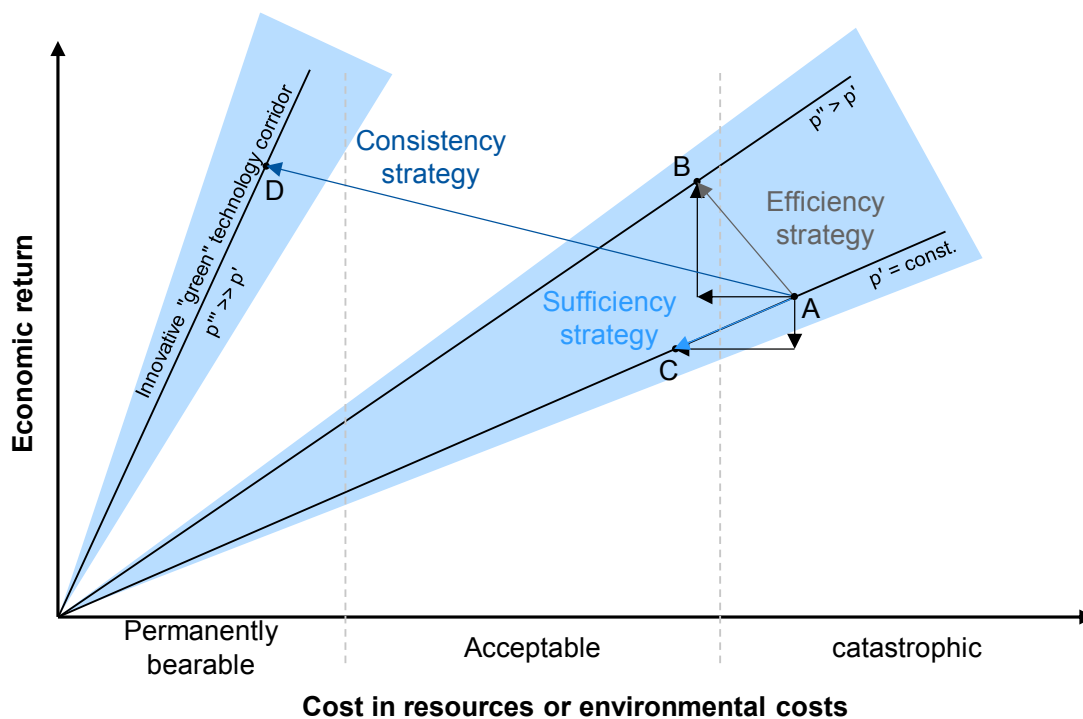 Economic return
Innovative "green" technology corridor
p''' >> p'
Consistency
strategy
D
B
p'' > p'
Efficiency
strategy
p' = const.
A
Sufficiency
strategy
C
Permanently
bearable
Acceptable
catastrophic
Cost in resources or environmental costs